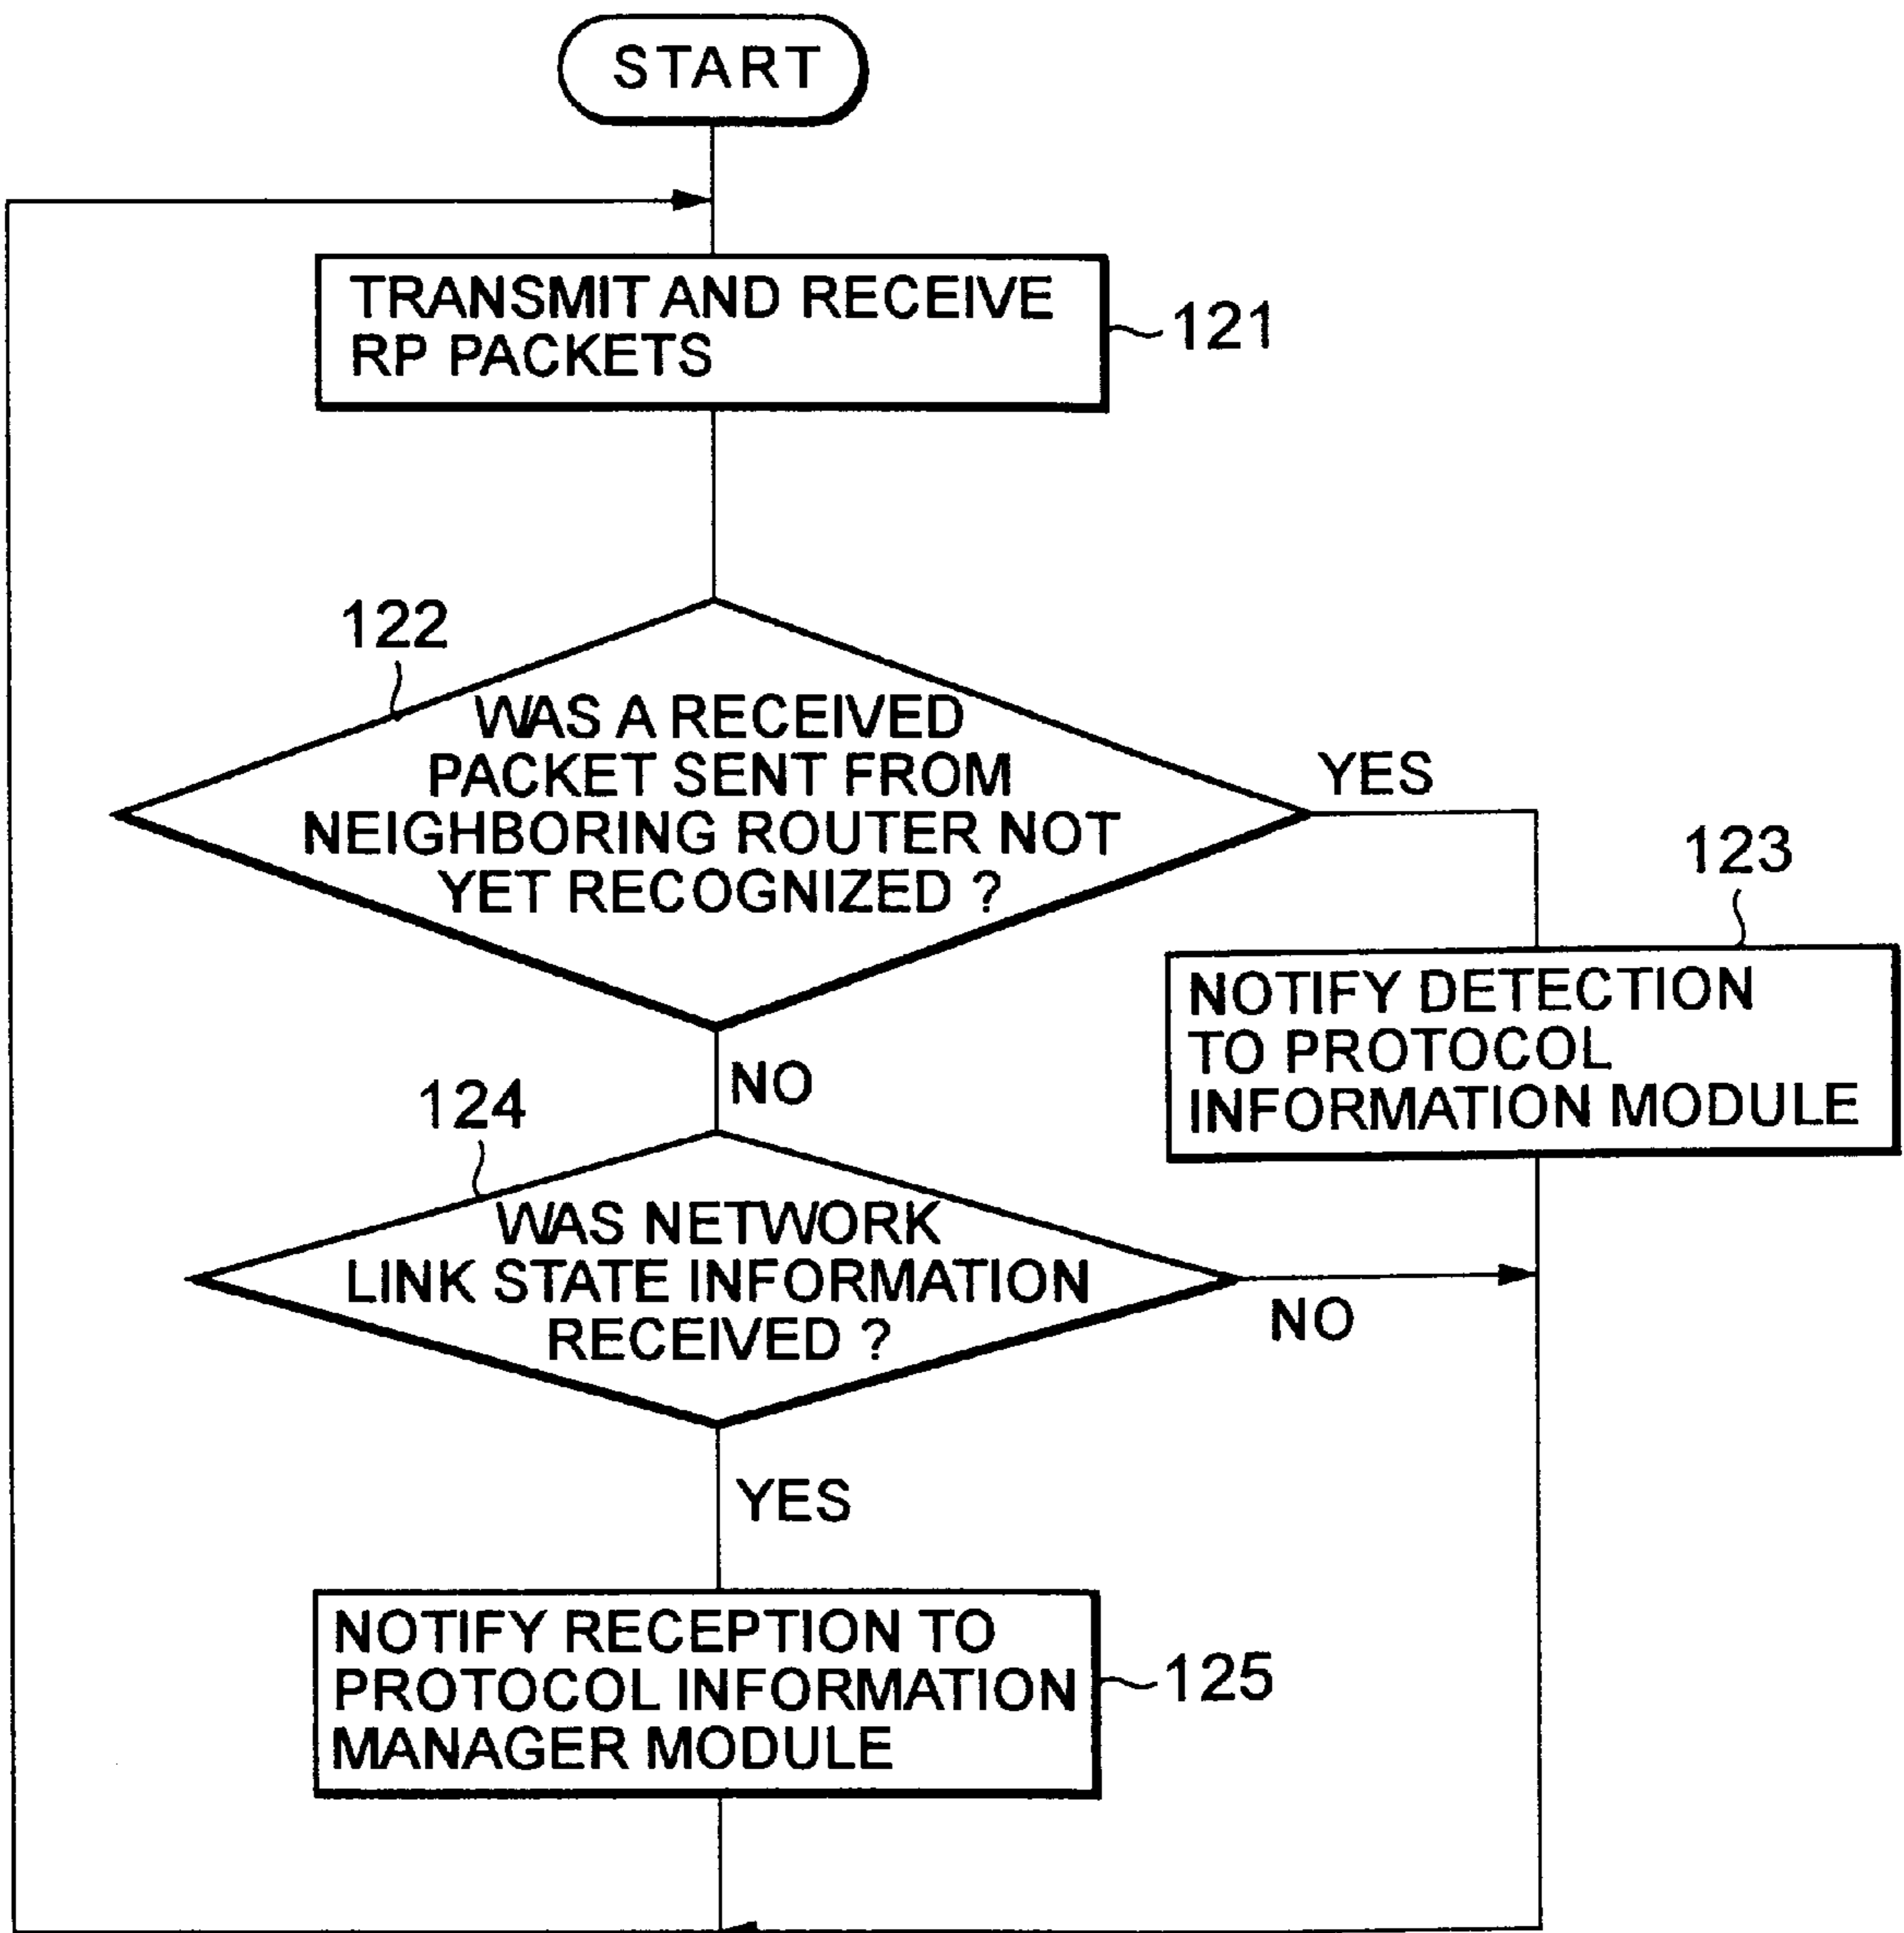 START
TRANSMIT AND RECEIVE
RP PACKETS
121
122
WAS A RECEIVED
PACKET SENT FROM
NEIGHBORING ROUTER NOT
YET RECOGNIZED ?
YES
123
NOTIFY DETECTION
TO PROTOCOL
INFORMATION MODULE
NO
124
WAS NETWORK
LINK STATE INFORMATION
RECEIVED ?
NO
YES
NOTIFY RECEPTION TO
PROTOCOL INFORMATION
MANAGER MODULE
125